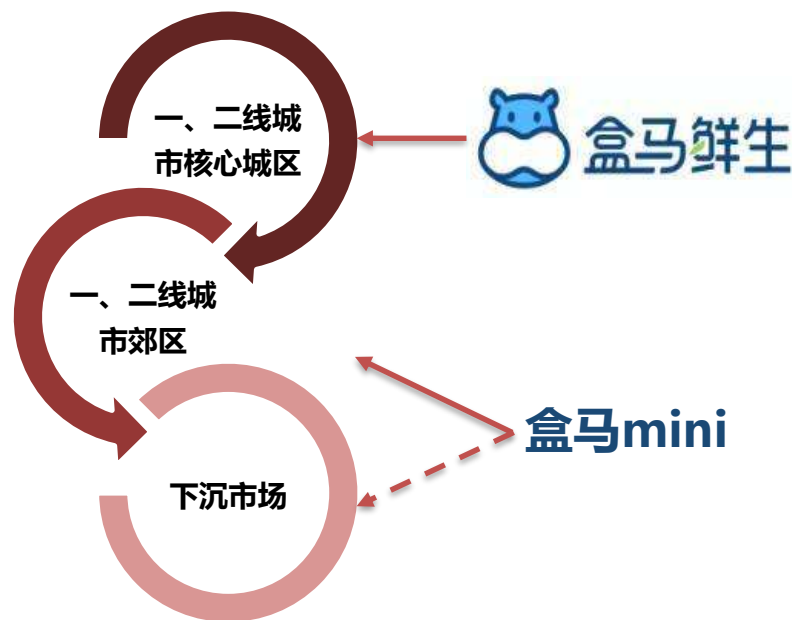 一、二线城
市核心城区
盒马鲜生
一、二线城
市郊区
盒马mini
下沉市场